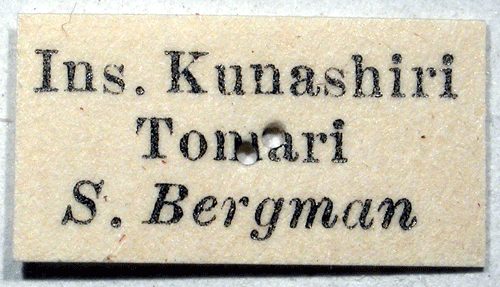 Ins. Kunashiri
Tomari
S. Bergman